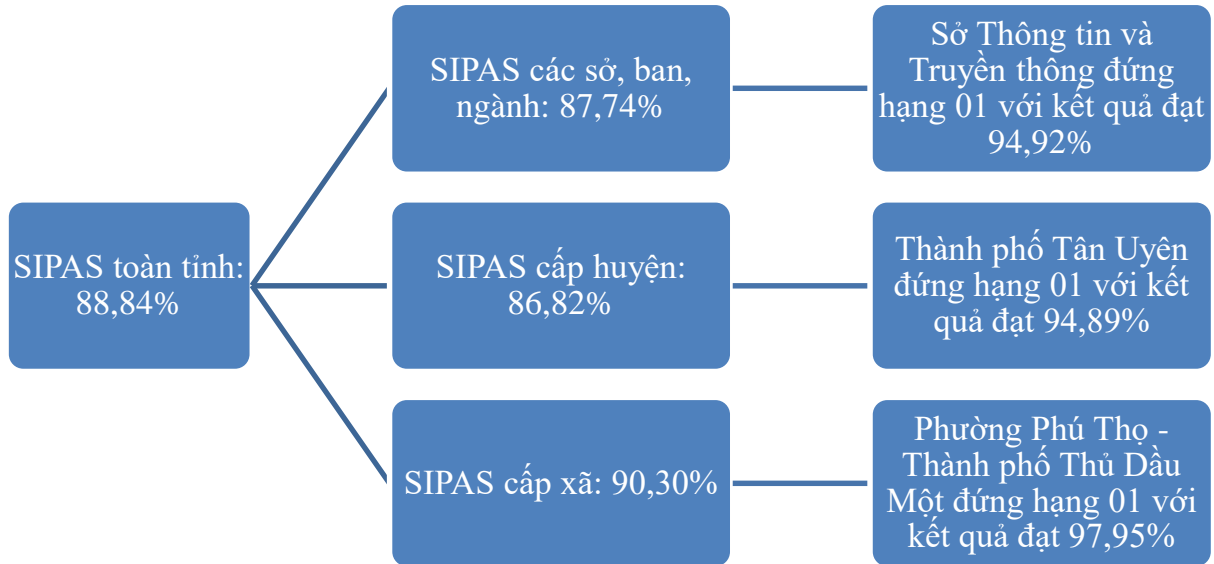 SIPAS toàn tỉnh:
88,84%
SIPAS các sở, ban,
ngành: 87,74%
Sở Thông tin và
Truyền thông đứng
hạng 01 với kết quả đạt
94,92%
SIPAS cấp huyện:
86,82%
Thành phố Tân Uyên
đứng hạng 01 với kết
quả đạt 94,89%
SIPAS cấp xã: 90,30%
Phường Phú Thọ -
Thành phố Thủ Dầu
Một đứng hạng 01 với
kết quả đạt 97,95%